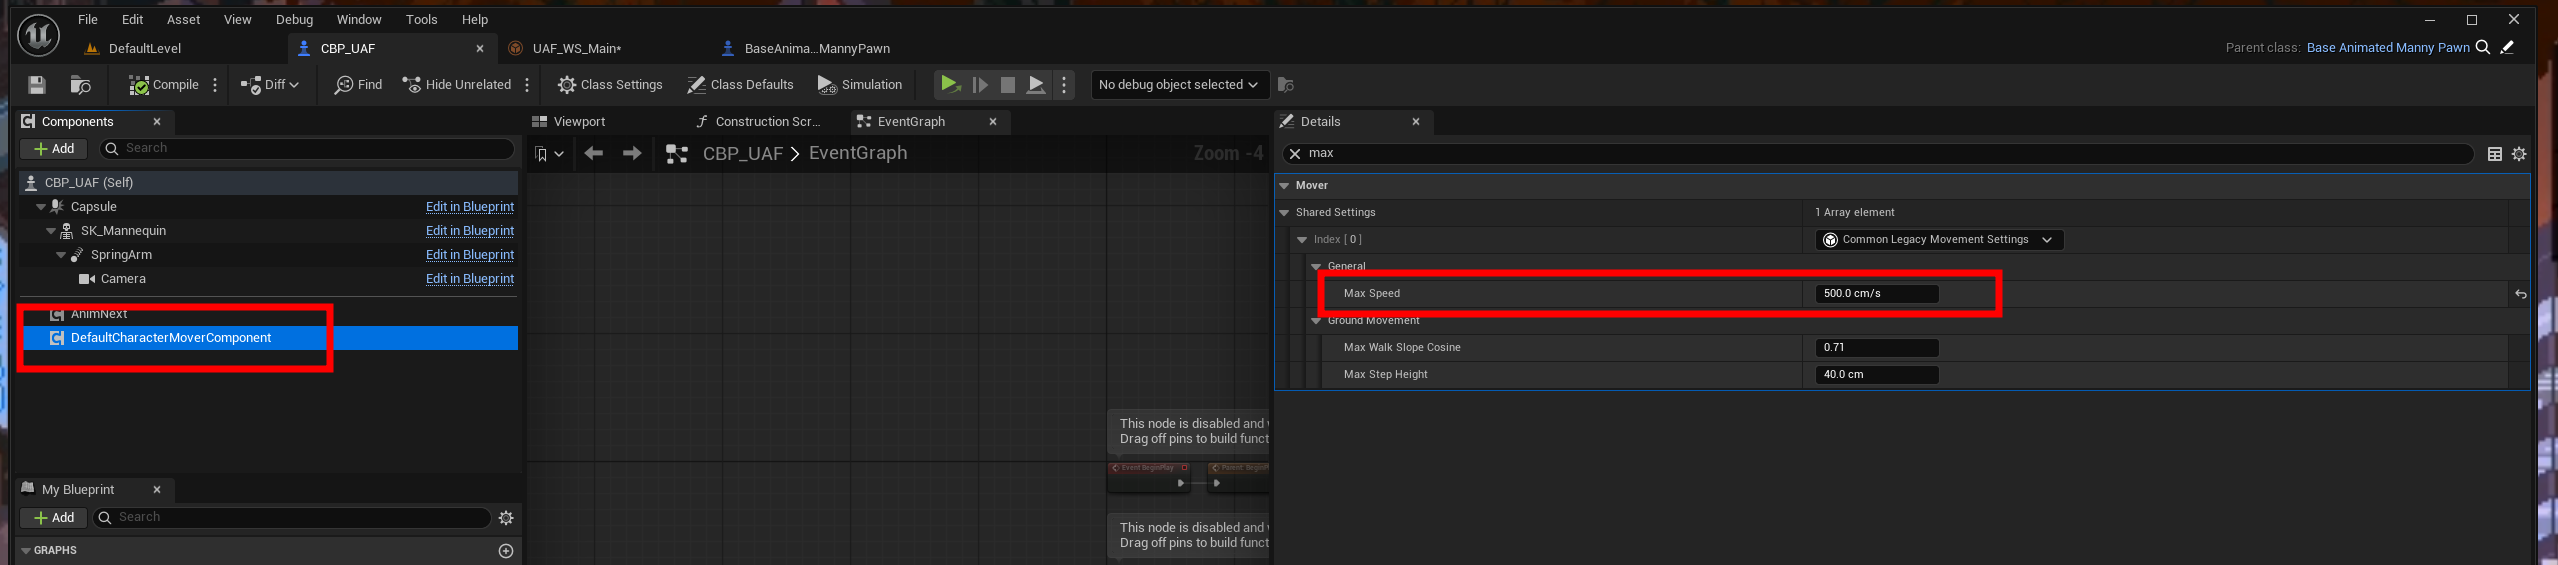 File Edit Asset View Debug Window Tools Help
DefaultLevel CBP_UAF UAF_WS_Main* BaseAnima...MannyPawn Parent class: Base Animated Manny Pawn
Compile Diff Find Hide Unrelated Class Settings Class Defaults Simulation No debug object selected
Components Viewport Construction Scr... EventGraph Details
Add Search CBP_UAF EventGraph Zoom -4 max
CBP_UAF (Self) Mover
Capsule Edit in Blueprint Shared Settings 1 Array element
SK_Mannequin Edit in Blueprint Index [ 0 ] Common Legacy Movement Settings
SpringArm Edit in Blueprint General
Camera Edit in Blueprint Max Speed 500.0 cm/s
AnimNext Ground Movement
DefaultCharacterMoverComponent Max Walk Slope Cosine 0.71
Max Step Height 40.0 cm
This node is disabled and
Drag off pins to build funct
Event BeginPlay Parent: BeginPl
My Blueprint
Add Search
This node is disabled and
Drag off pins to build funct
GRAPHS